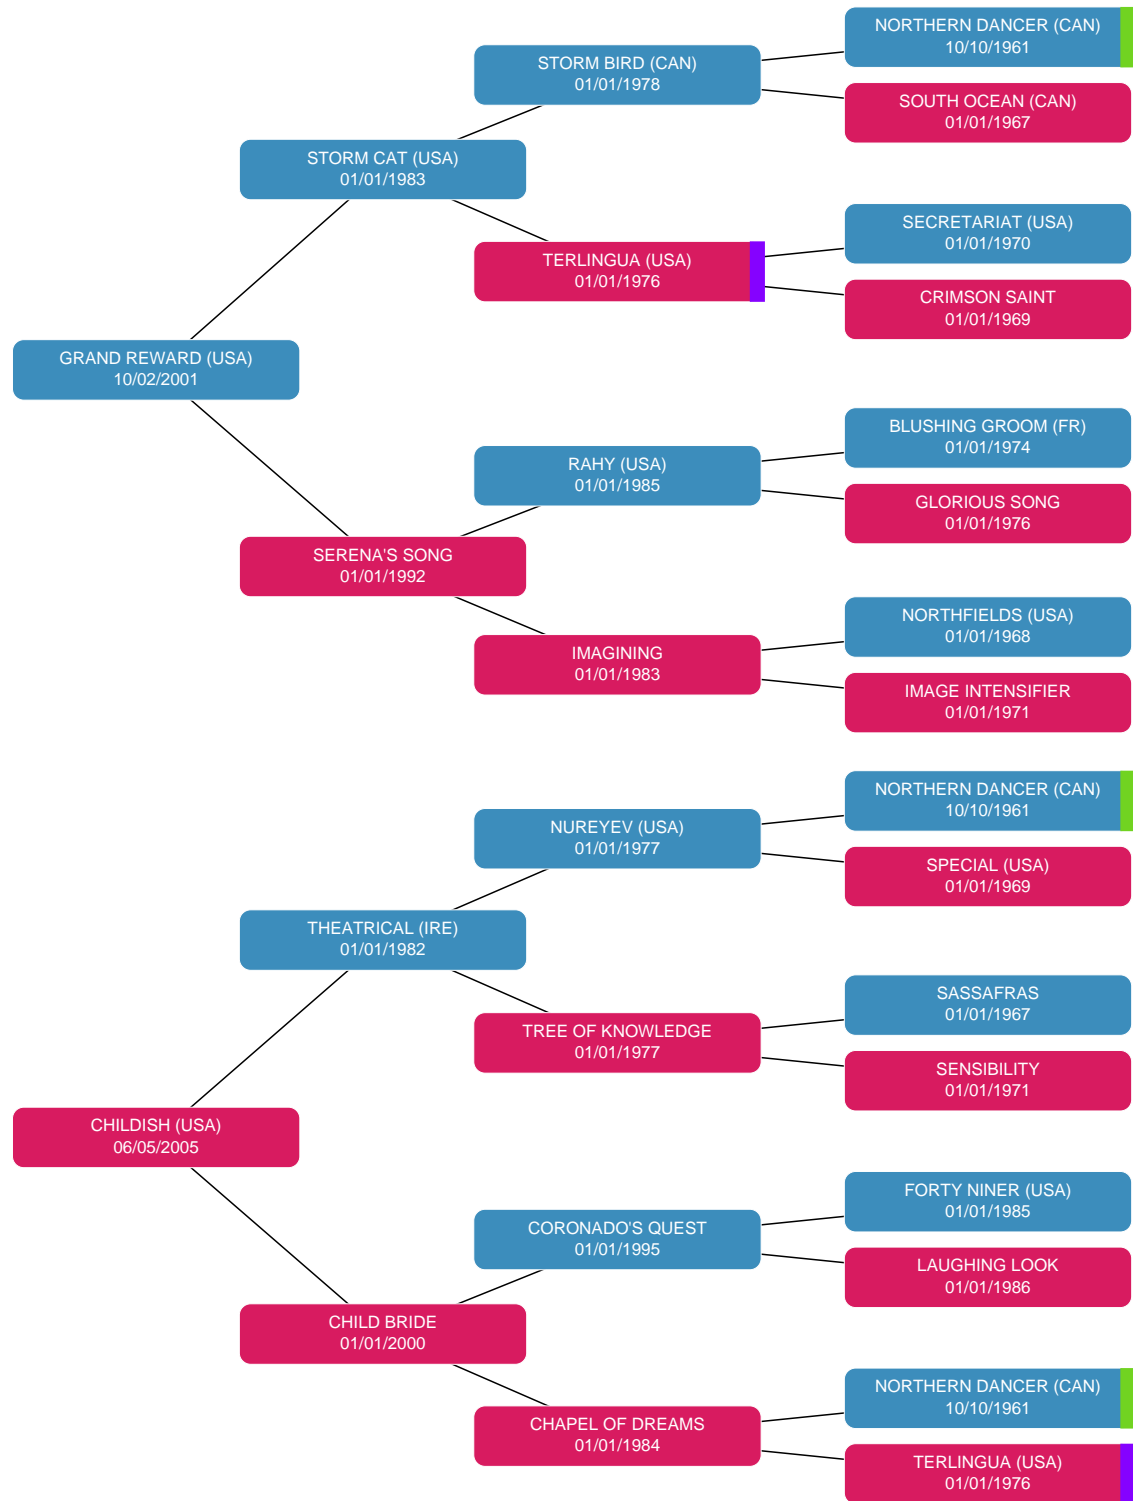 NORTHERN DANCER (CAN)
10/10/1961
STORM BIRD (CAN)
01/01/1978
SOUTH OCEAN (CAN)
01/01/1967
STORM CAT (USA)
01/01/1983
SECRETARIAT (USA)
01/01/1970
TERLINGUA (USA)
01/01/1976
CRIMSON SAINT
01/01/1969
GRAND REWARD (USA)
10/02/2001
BLUSHING GROOM (FR)
01/01/1974
RAHY (USA)
01/01/1985
GLORIOUS SONG
01/01/1976
SERENA'S SONG
01/01/1992
NORTHFIELDS (USA)
01/01/1968
IMAGINING
01/01/1983
IMAGE INTENSIFIER
01/01/1971
NORTHERN DANCER (CAN)
10/10/1961
NUREYEV (USA)
01/01/1977
SPECIAL (USA)
01/01/1969
THEATRICAL (IRE)
01/01/1982
SASSAFRAS
01/01/1967
TREE OF KNOWLEDGE
01/01/1977
SENSIBILITY
01/01/1971
CHILDISH (USA)
06/05/2005
FORTY NINER (USA)
01/01/1985
CORONADO'S QUEST
01/01/1995
LAUGHING LOOK
01/01/1986
CHILD BRIDE
01/01/2000
NORTHERN DANCER (CAN)
10/10/1961
CHAPEL OF DREAMS
01/01/1984
TERLINGUA (USA)
01/01/1976